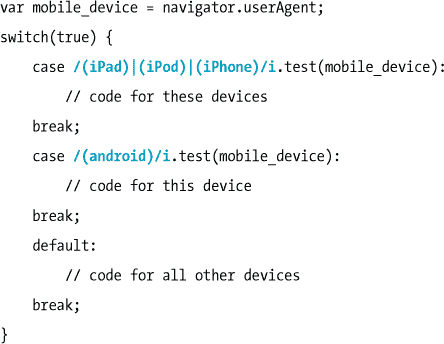 var mobile_device = navigator.userAgent;
switch(true) {
    case /(iPad)|(iPod)|(iPhone)/i.test(mobile_device):
        // code for these devices
    break;
    case /(android)/i.test(mobile_device):
        // code for this device
    break;
    default:
        // code for all other devices
    break;
}